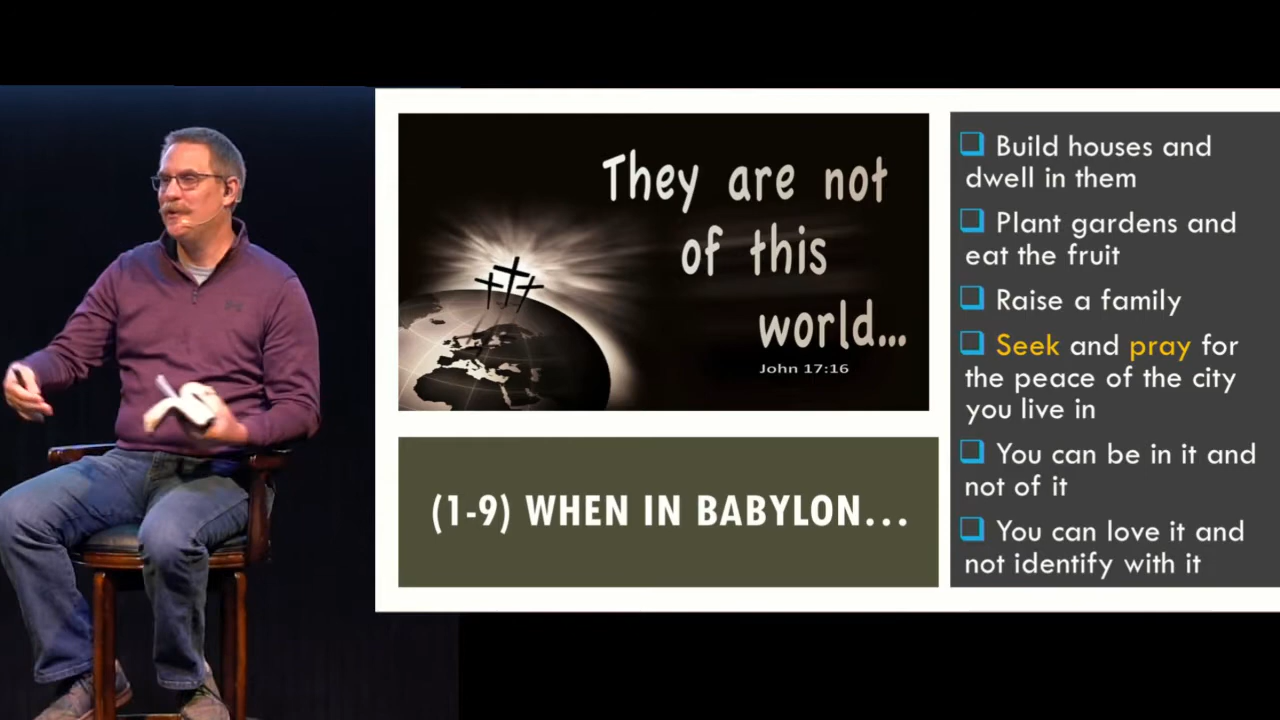 They are not
of this
world...
John 17:16
(1-9) WHEN IN BABYLON...
❑ Build houses and
dwell in them
❑ Plant gardens and
eat the fruit
❑ Raise a family
❑ Seek and pray for
the peace of the city
you live in
❑ You can be in it and
not of it
❑ You can love it and
not identify with it